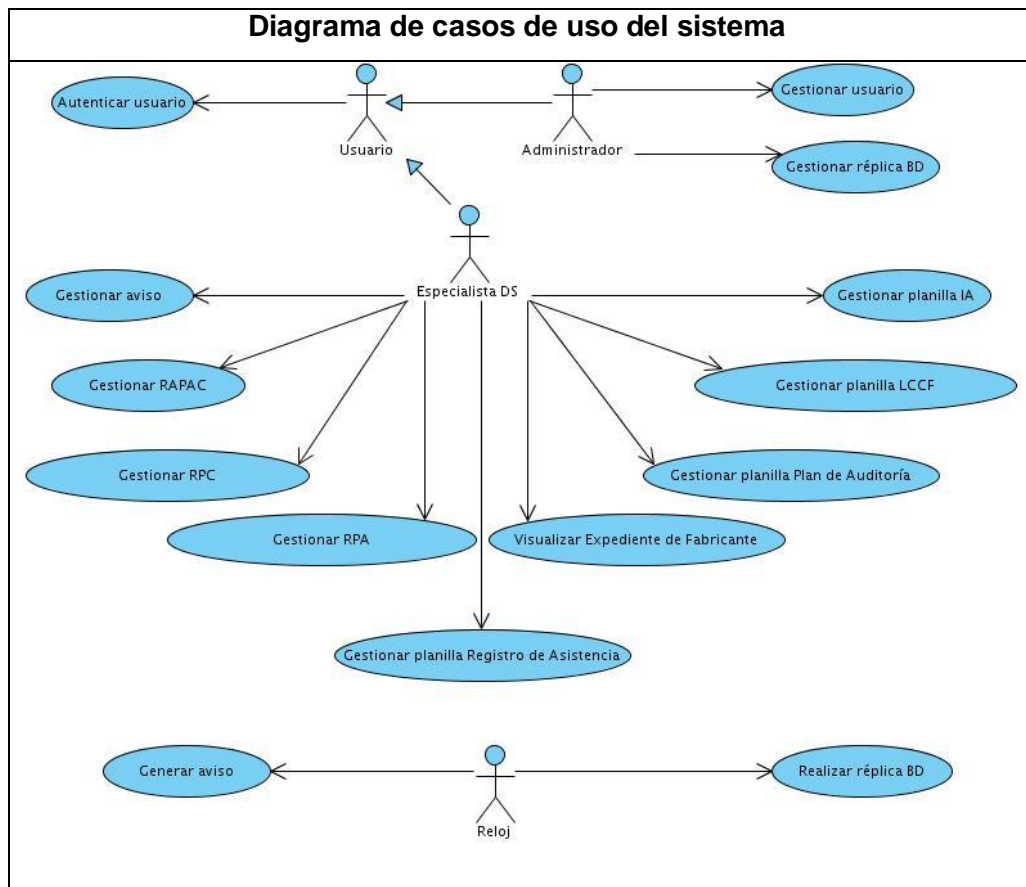 Diagrama de casos de uso del sistema
Autenticar usuario
Usuario
Administrador
Gestionar usuario
Gestionar réplica BD
Especialista DS
Gestionar aviso
Gestionar planilla IA
Gestionar RAPAC
Gestionar planilla LCCF
Gestionar RPC
Gestionar planilla Plan de Auditoría
Gestionar RPA
Visualizar Expediente de Fabricante
Gestionar planilla Registro de Asistencia
Generar aviso
Realizar réplica BD
Reloj